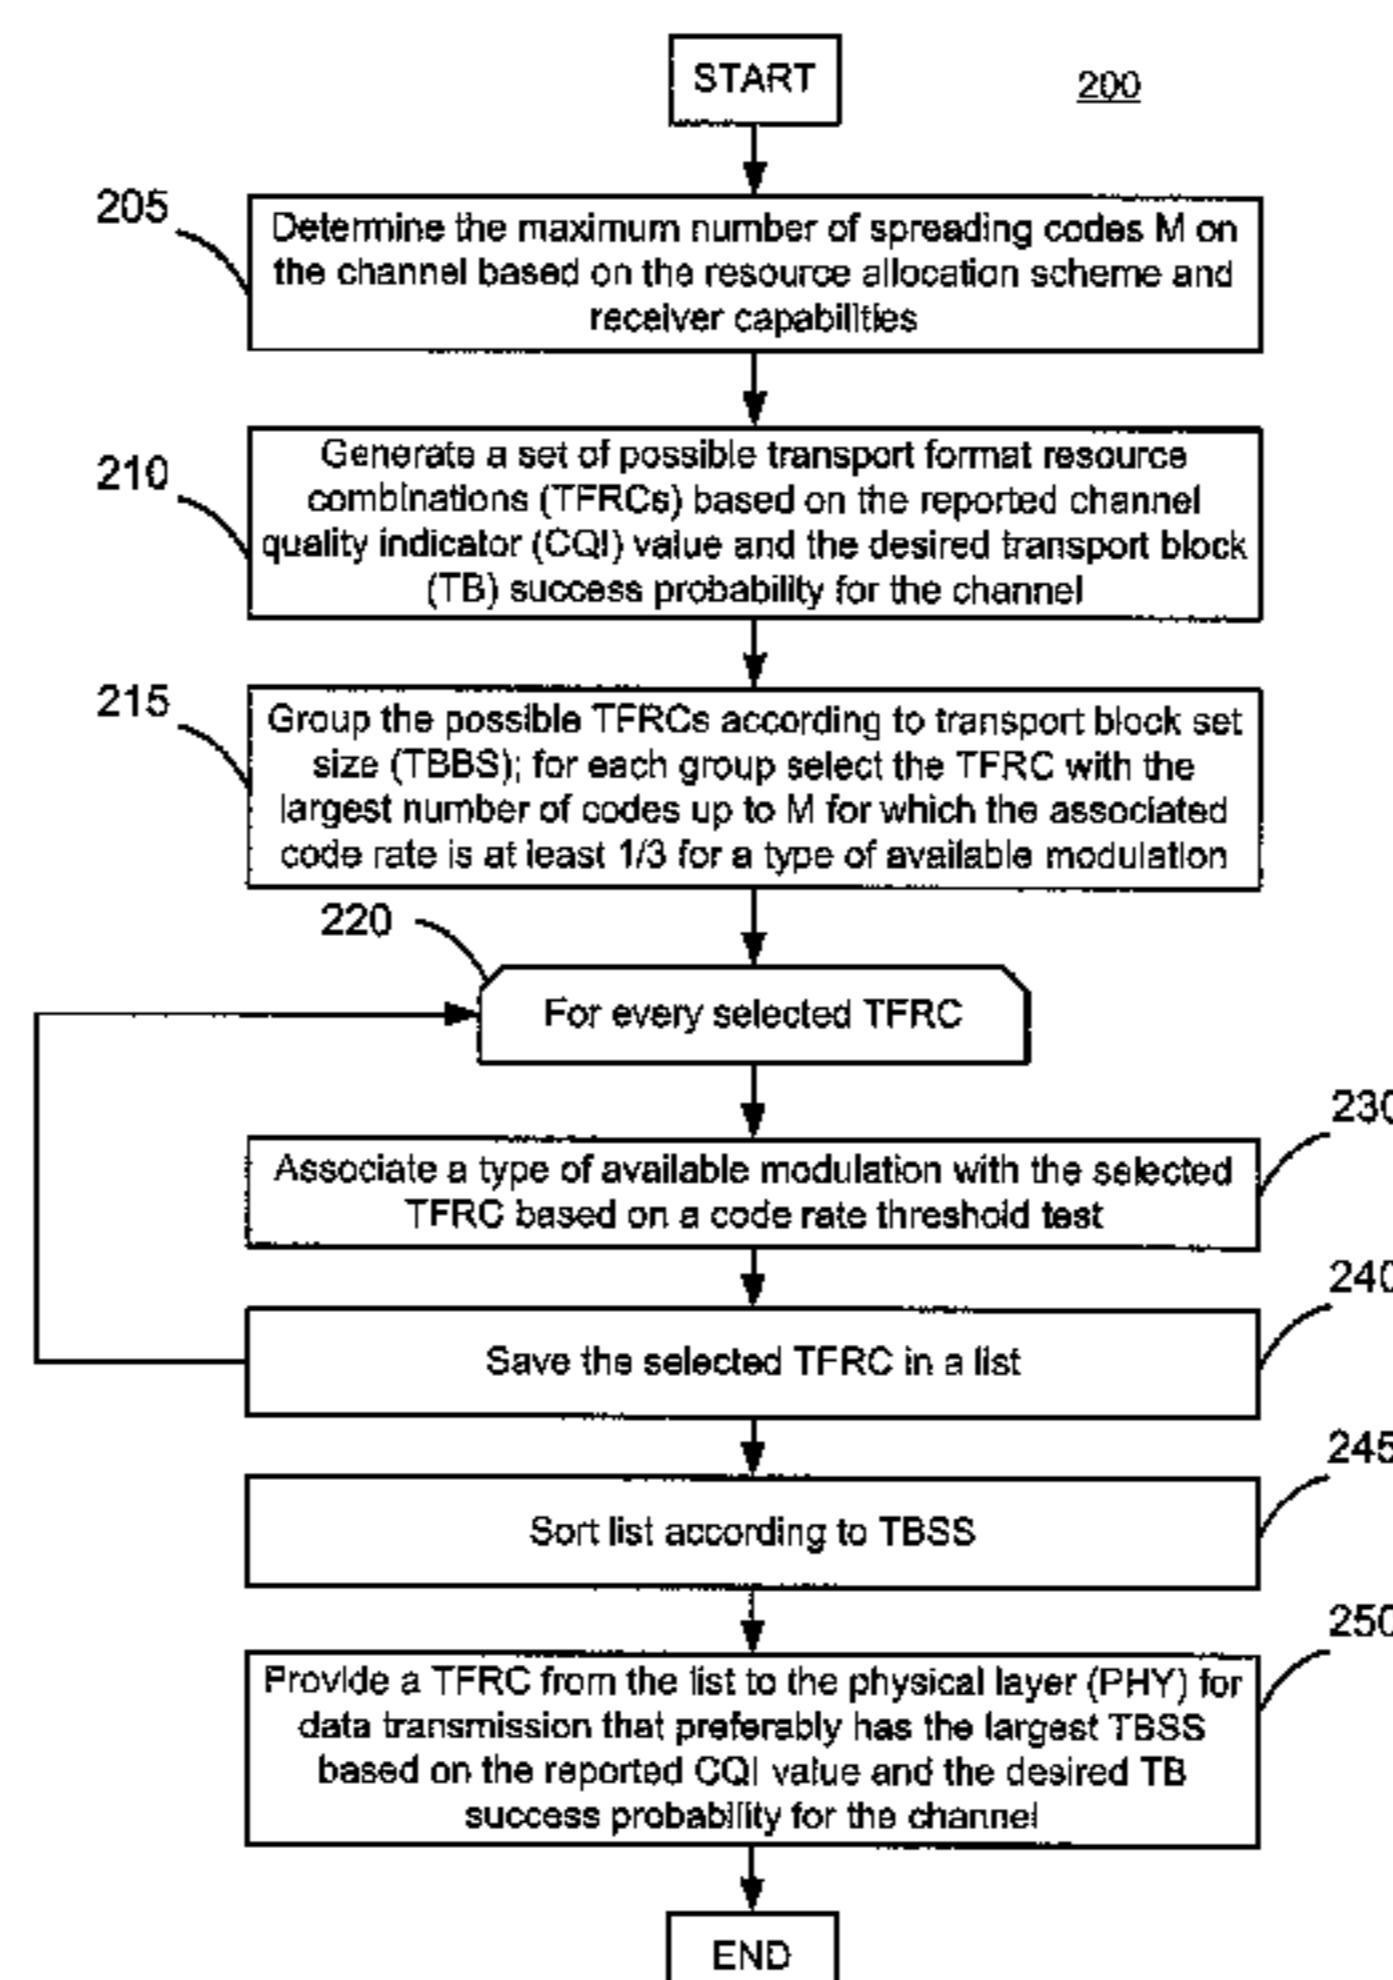 START
200
205
Determine the maximum number of spreading codes M on
the channel based on the resource allocation scheme and
receiver capabilities
210
Generate a set of possible transport format resource
combinations (TFRCs) based on the reported channel
quality indicator (CQI) value and the desired transport block
(TB) success probability for the channel
215
Group the possible TFRCs according to transport block set
size (TBBS); for each group select the TFRC with the
largest number of codes up to M for which the associated
code rate is at least 1/3 for a type of available modulation
220
For every selected TFRC
230
Associate a type of available modulation with the selected
TFRC based on a code rate threshold test
240
Save the selected TFRC in a list
245
Sort list according to TBSS
250
Provide a TFRC from the list to the physical layer (PHY) for
data transmission that preferably has the largest TBSS
based on the reported CQI value and the desired TB
success probability for the channel
END